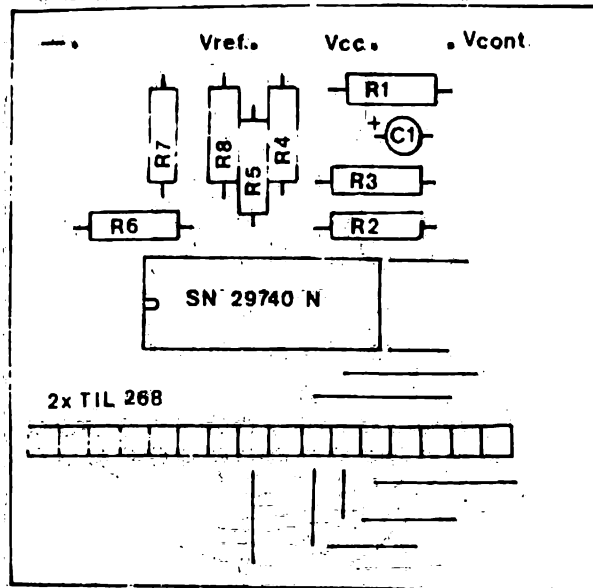 Vref. Vcc. Vcont
R1
C1
+
R7 R8 R5 R4
R3
R6 R2
SN 29740 N
2x TIL 268